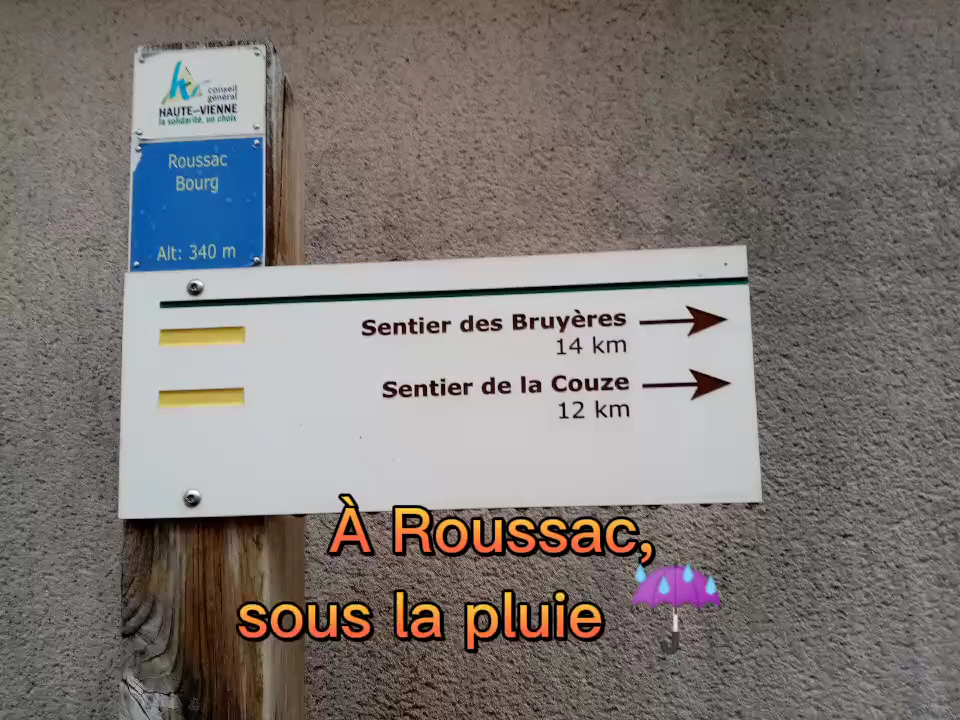 conseil
général
HAUTE-VIENNE
la solidarité, un choix
Roussac
Bourg
Alt: 340 m
Sentier des Bruyères
14 km
Sentier de la Couze
12 km
À Roussac,
sous la pluie ☔